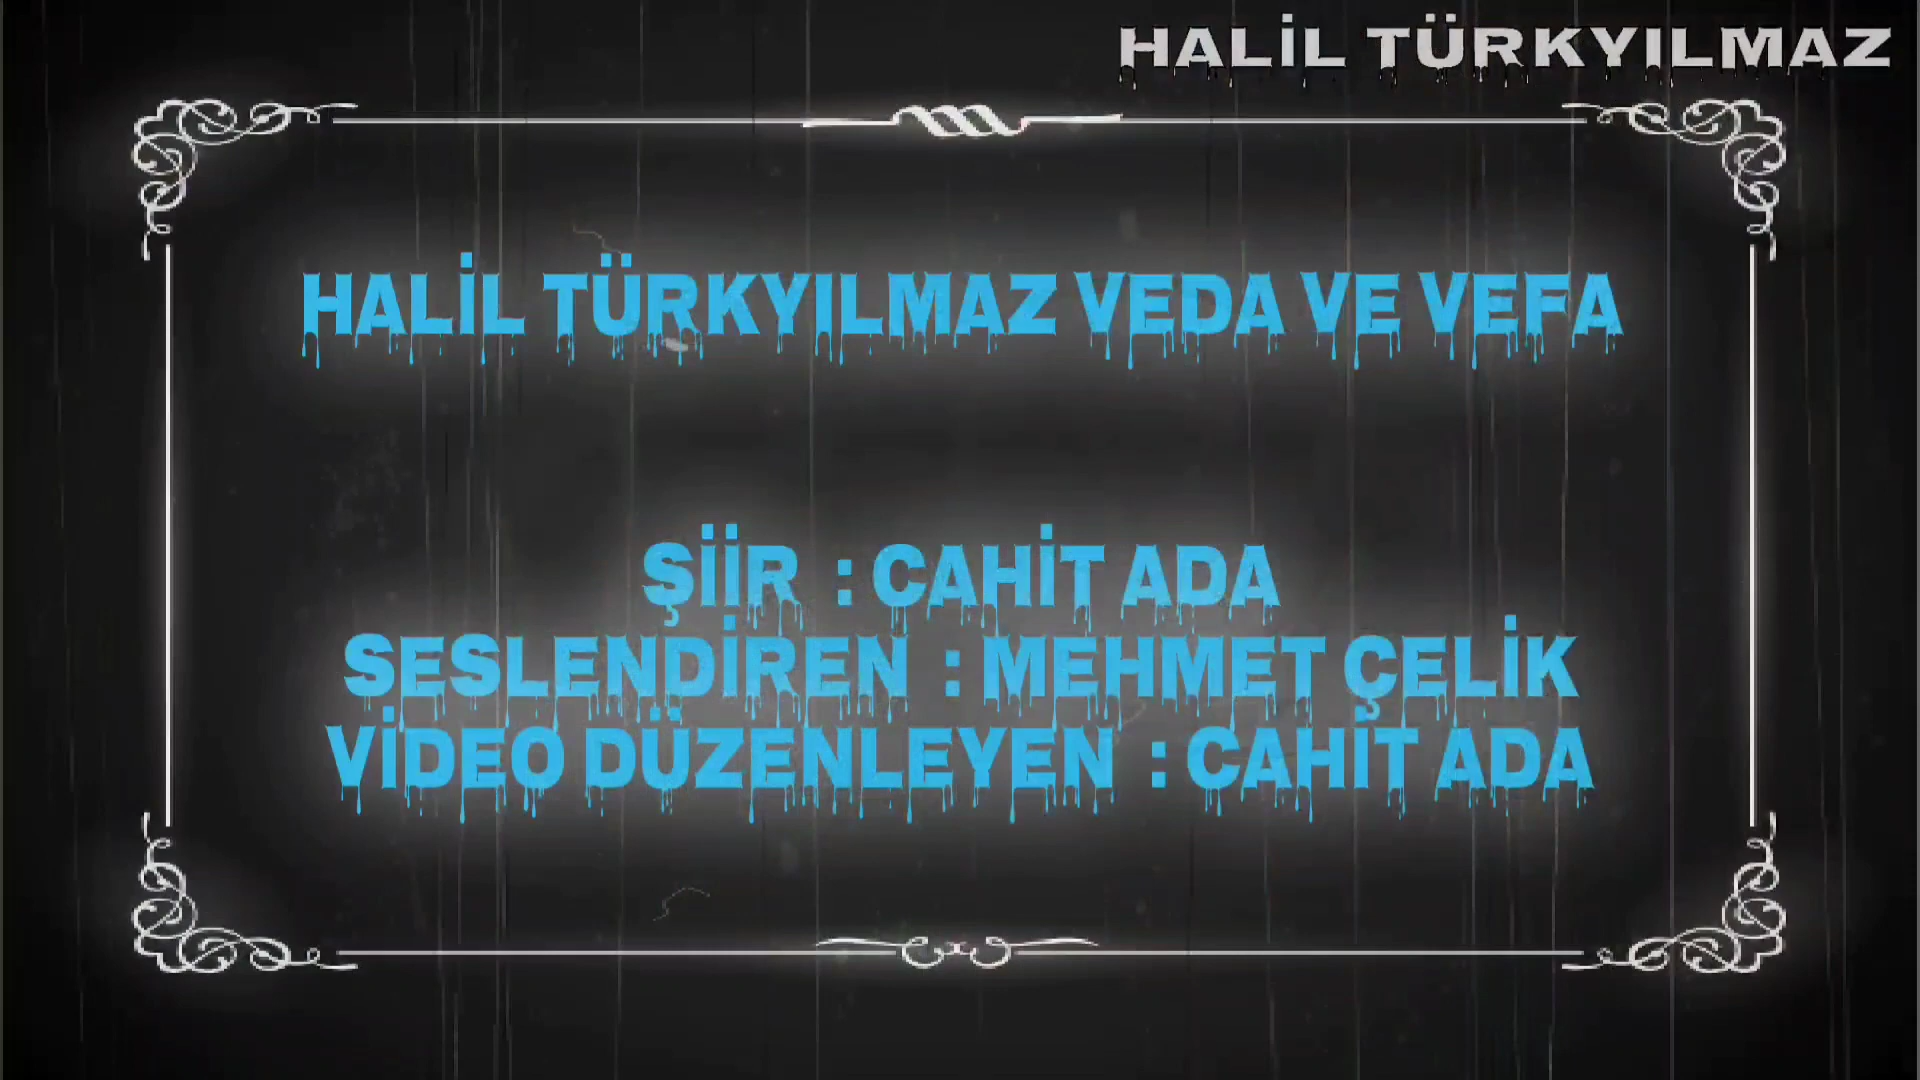 HALİL TÜRKYILMAZ
HALİL TÜRKYILMAZ VEDA VE VEFA
ŞİİR : CAHİT ADA
SESLENDİREN : MEHMET ÇELİK
VİDEO DÜZENLEYEN : CAHİT ADA